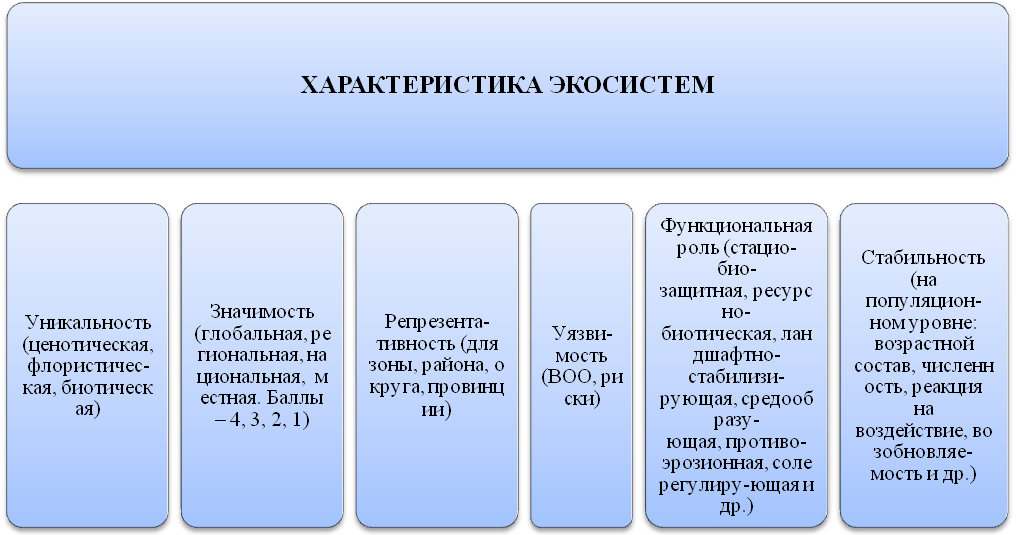 ХАРАКТЕРИСТИКА ЭКОСИСТЕМ
Уникальность
(ценотическая,
флористичес-
кая, биотическ
ая)
Значимость
(глобальная, ре
гиональная, на
циональная, м
естная. Баллы
– 4, 3, 2, 1)
Репрезента-
тивность (для
зоны, района, о
круга, провинц
ии)
Уязви-
мость
(ВОО, ри
ски)
Функциональная
роль (стацио-
био-
защитная, ресурс
но-
биотическая, лан
дшафтно-
стабилизи-
рующая, средооб
разу-
ющая, противо-
эрозионная, соле
регулиру-ющая и
др.)
Стабильность
(на
популяцион-
ном уровне:
возрастной
состав, численн
ость, реакция
на
воздействие, во
зобновляе-
мость и др.)